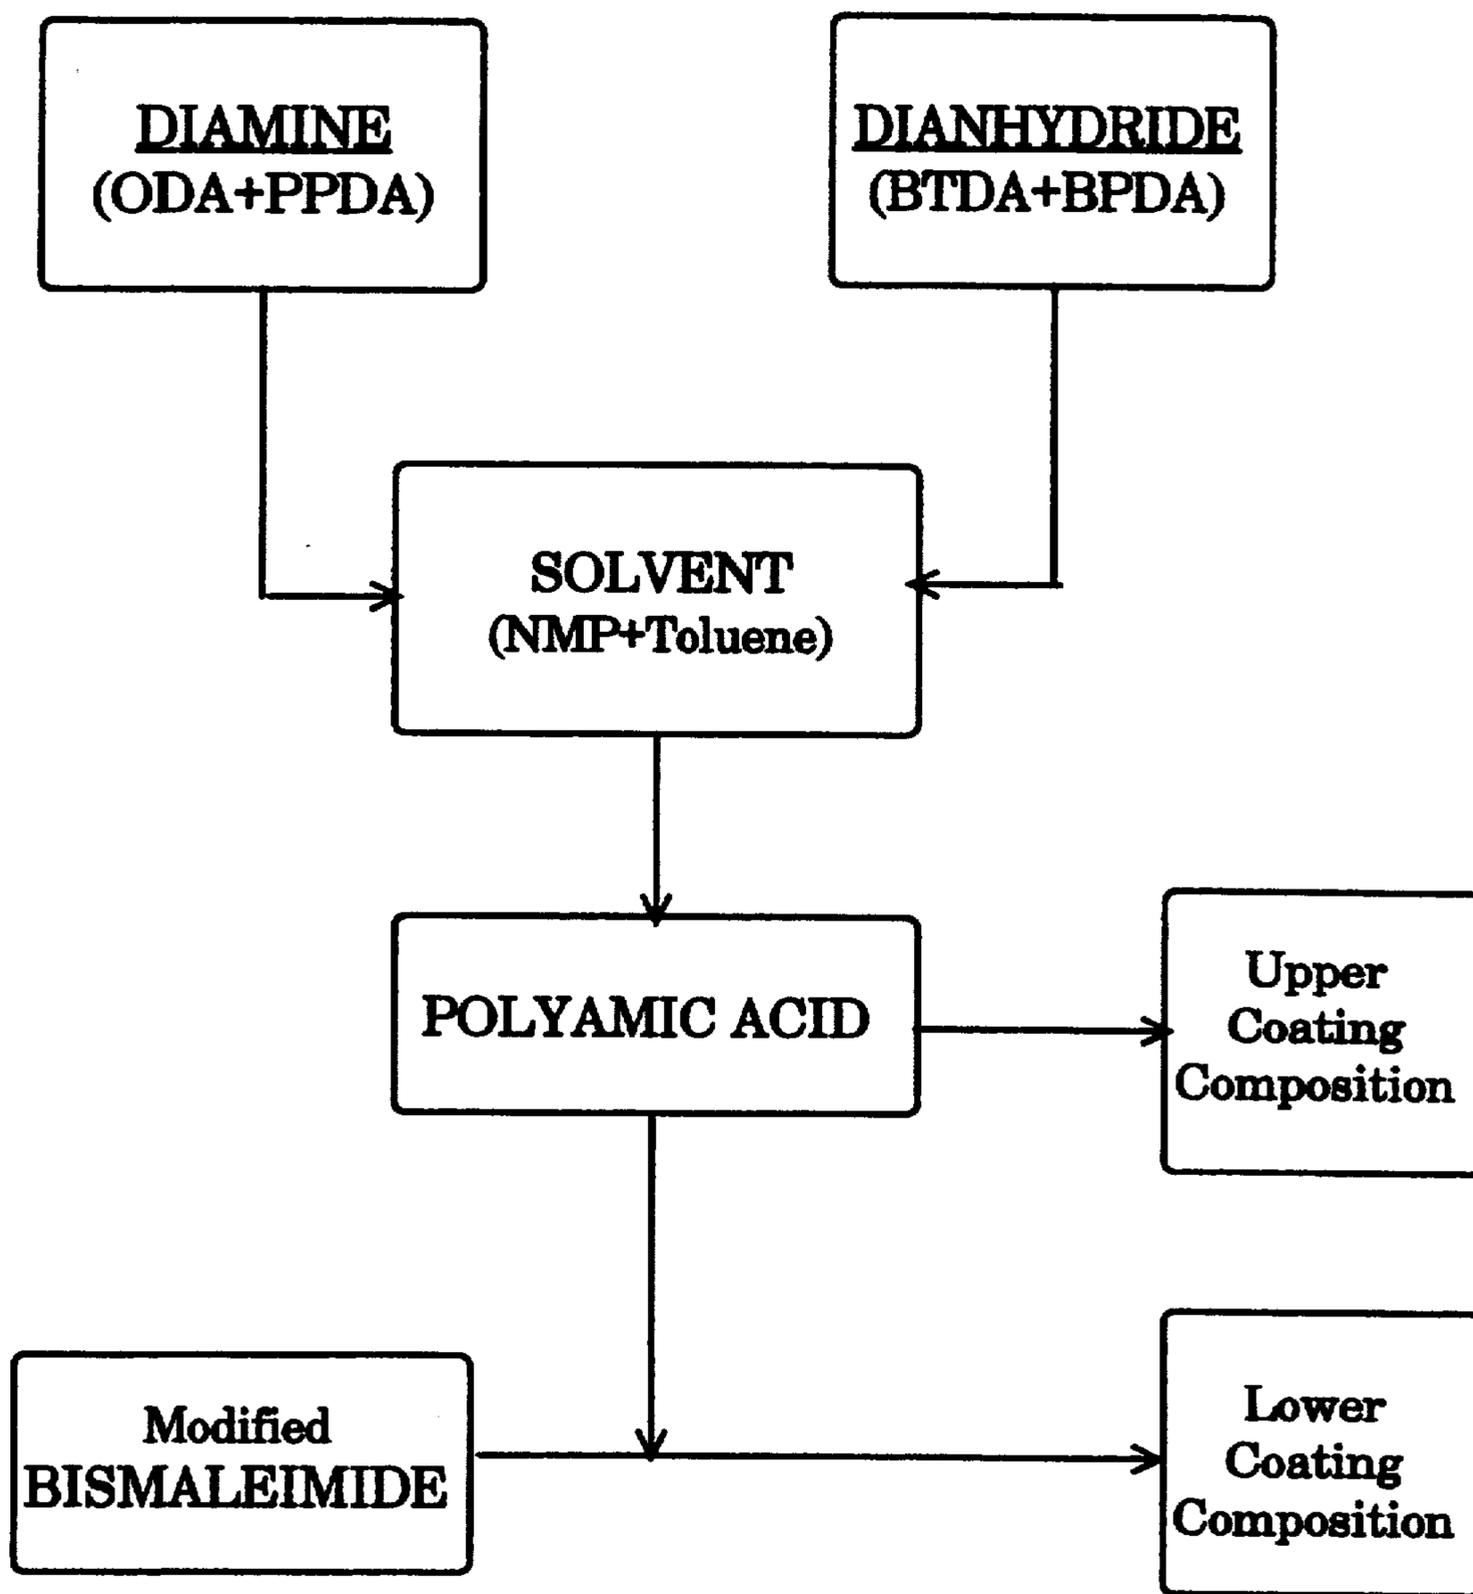 DIAMINE
(ODA+PPDA)
DIANHYDRIDE
(BTDA+BPDA)
SOLVENT
(NMP+Toluene)
POLYAMIC ACID
Upper
Coating
Composition
Modified
BISMALEIMIDE
Lower
Coating
Composition